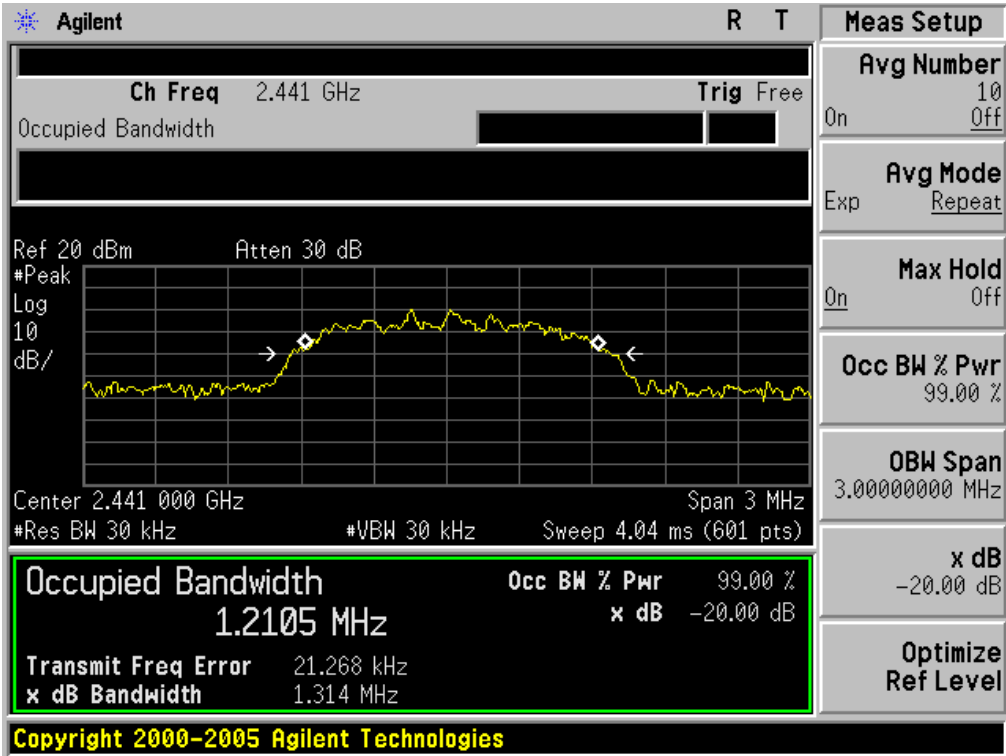 Agilent R T
Ch Freq 2.441 GHz Trig Free
Occupied Bandwidth
Ref 20 dBm Atten 30 dB
#Peak
Log
10
dB/
Center 2.441 000 GHz Span 3 MHz
#Res BW 30 kHz #VBW 30 kHz Sweep 4.04 ms (601 pts)
Occupied Bandwidth
1.2105 MHz
Occ BW % Pwr 99.00 %
x dB -20.00 dB
Transmit Freq Error 21.268 kHz
x dB Bandwidth 1.314 MHz
Copyright 2000-2005 Agilent Technologies
Meas Setup
Avg Number
10
On Off
Avg Mode
Exp Repeat
Max Hold
On Off
Occ BW % Pwr
99.00 %
OBW Span
3.00000000 MHz
x dB
-20.00 dB
Optimize
Ref Level